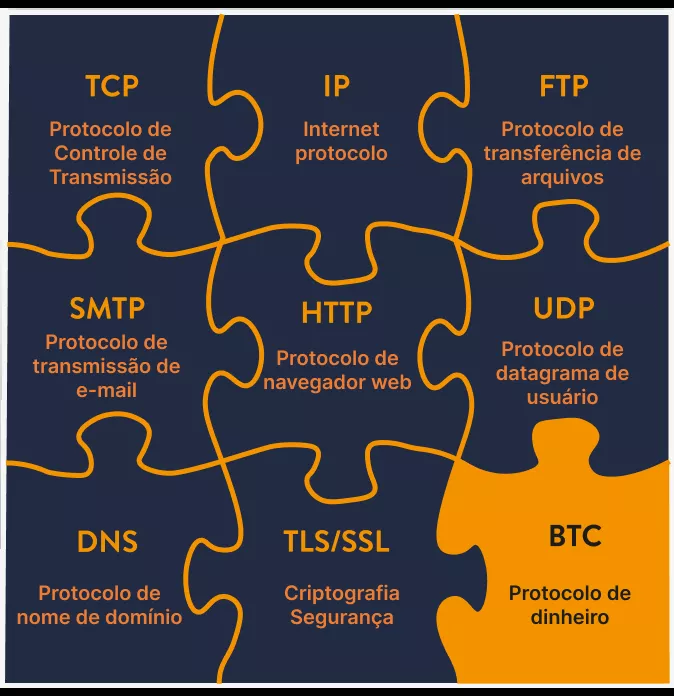 TCP
Protocolo de
Controle de
Transmissão
IP
Internet
protocolo
FTP
Protocolo de
transferência de
arquivos
SMTP
Protocolo de
transmissão de
e-mail
HTTP
Protocolo de
navegador web
UDP
Protocolo de
datagrama de
usuário
DNS
Protocolo de
nome de domínio
TLS/SSL
Criptografia
Segurança
BTC
Protocolo de
dinheiro